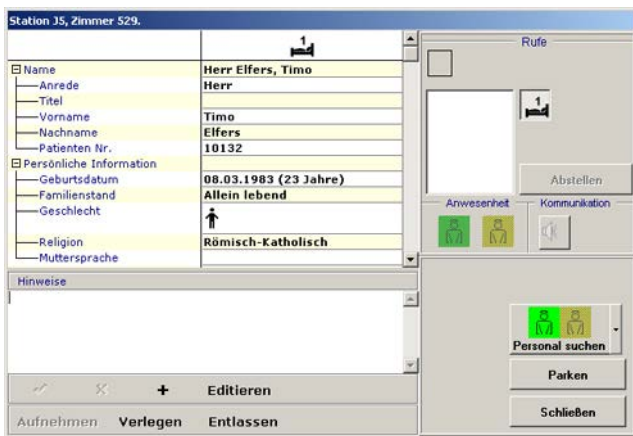 Station J5, Zimmer 529.
1
Name Herr Elfers, Timo
Anrede Herr
Titel
Vorname Timo
Nachname Elfers
Patienten Nr. 10132
Persönliche Information
Geburtsdatum 08.03.1983 (23 Jahre)
Familienstand Allein lebend
Geschlecht
Religion Römisch-Katholisch
Muttersprache
Hinweise
Editieren
Aufnehmen Verlegen Entlassen
Rufe
1
Abstellen
Anwesenheit Kommunikation
Personal suchen
Parken
Schließen